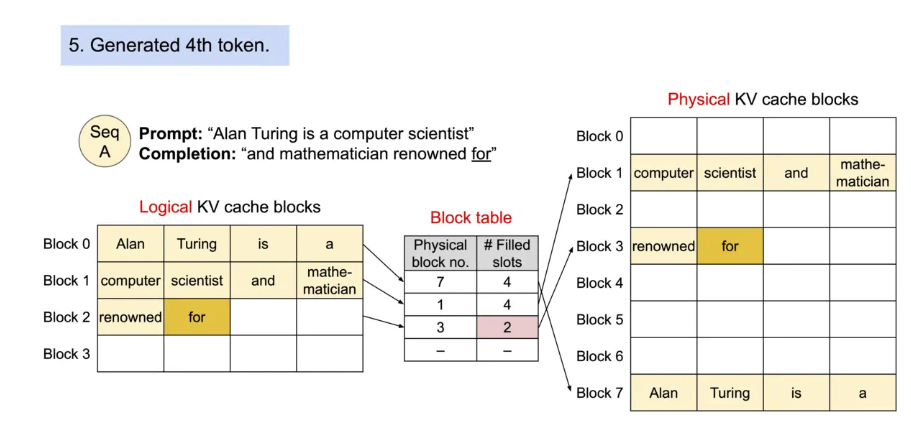 5. Generated 4th token.
Physical KV cache blocks
Seq
A
Prompt: “Alan Turing is a computer scientist”
Completion: “and mathematician renowned for”
Logical KV cache blocks
Block 0 Alan Turing is a
Block 1 computer scientist and mathe-
matician
Block 2 renowned for
Block 3
Block table
Physical
block no. # Filled
slots
7 4
1 4
3 2
– –
Block 0
Block 1 computer scientist and mathe-
matician
Block 2
Block 3 renowned for
Block 4
Block 5
Block 6
Block 7 Alan Turing is a